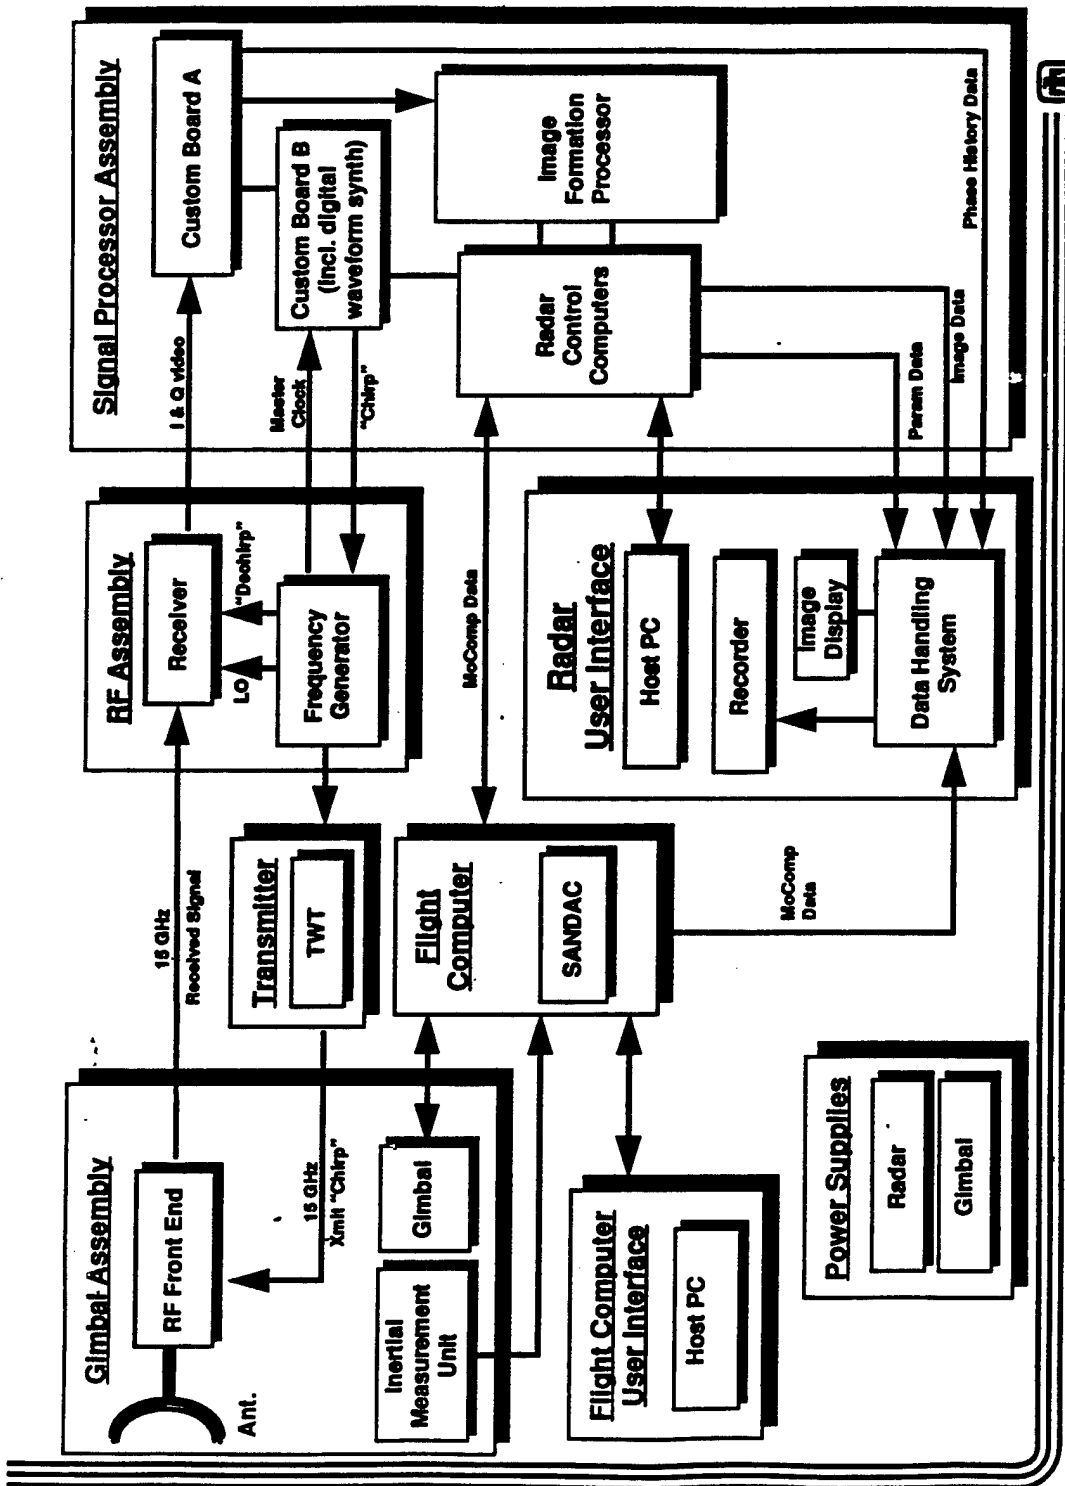 Gimbal Assembly
RF Front End
Ant.
Inertial
Measurement
Unit
Gimbal
15 GHz
Xmit "Chirp"
15 GHz
Received Signal
Transmitter
TWT
RF Assembly
Receiver
LO
"Dechirp"
Frequency
Generator
I & Q video
Master
Clock
"Chirp"
Signal Processor Assembly
Custom Board A
Custom Board B
(incl. digital
waveform synth)
Image
Formation
Processor
Radar
Control
Computers
Flight
Computer
SANDAC
MoComp Data
MoComp
Data
Flight Computer
User Interface
Host PC
Radar
User Interface
Host PC
Recorder
Image
Display
Data Handling
System
Param Data
Image Data
Phase History Data
Power Supplies
Radar
Gimbal